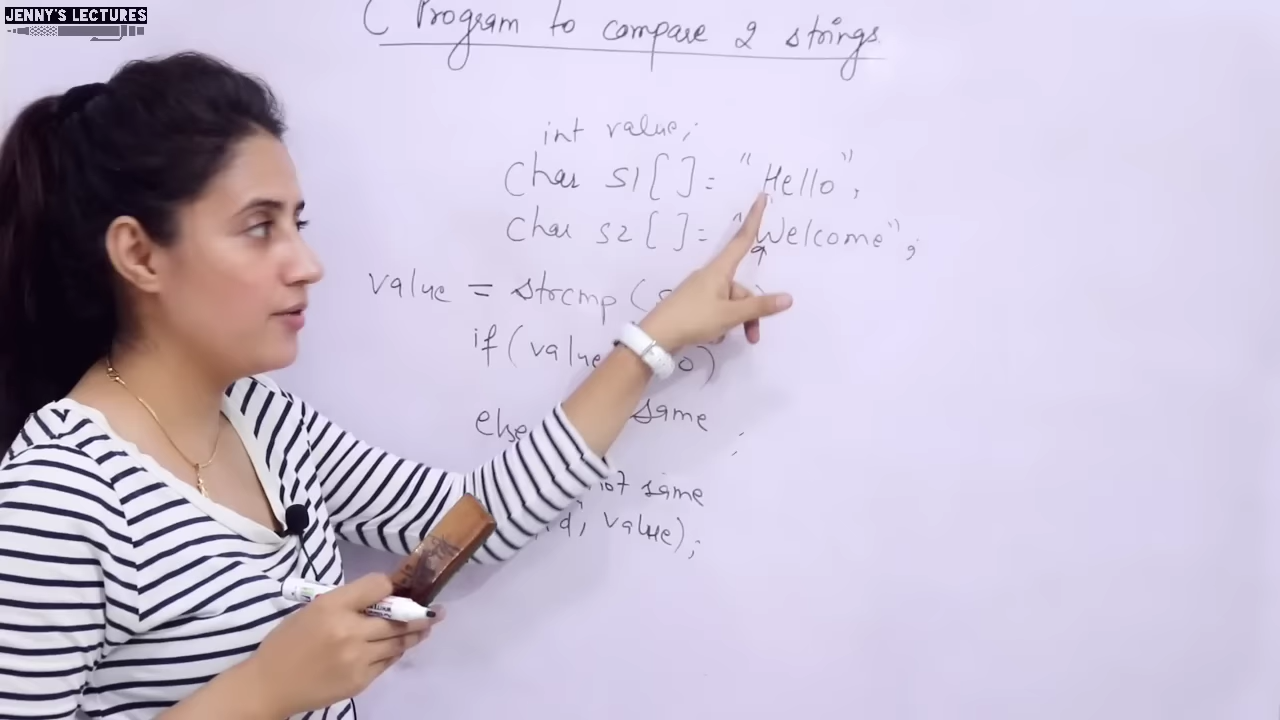 JENNY'S LECTURES
C Program to compare 2 strings
int value;
Char S1[ ]= "Hello";
Char S2[ ]= "Welcome";
value = strcmp (s
if (value 0)
same
Else ;
not same
d", value);